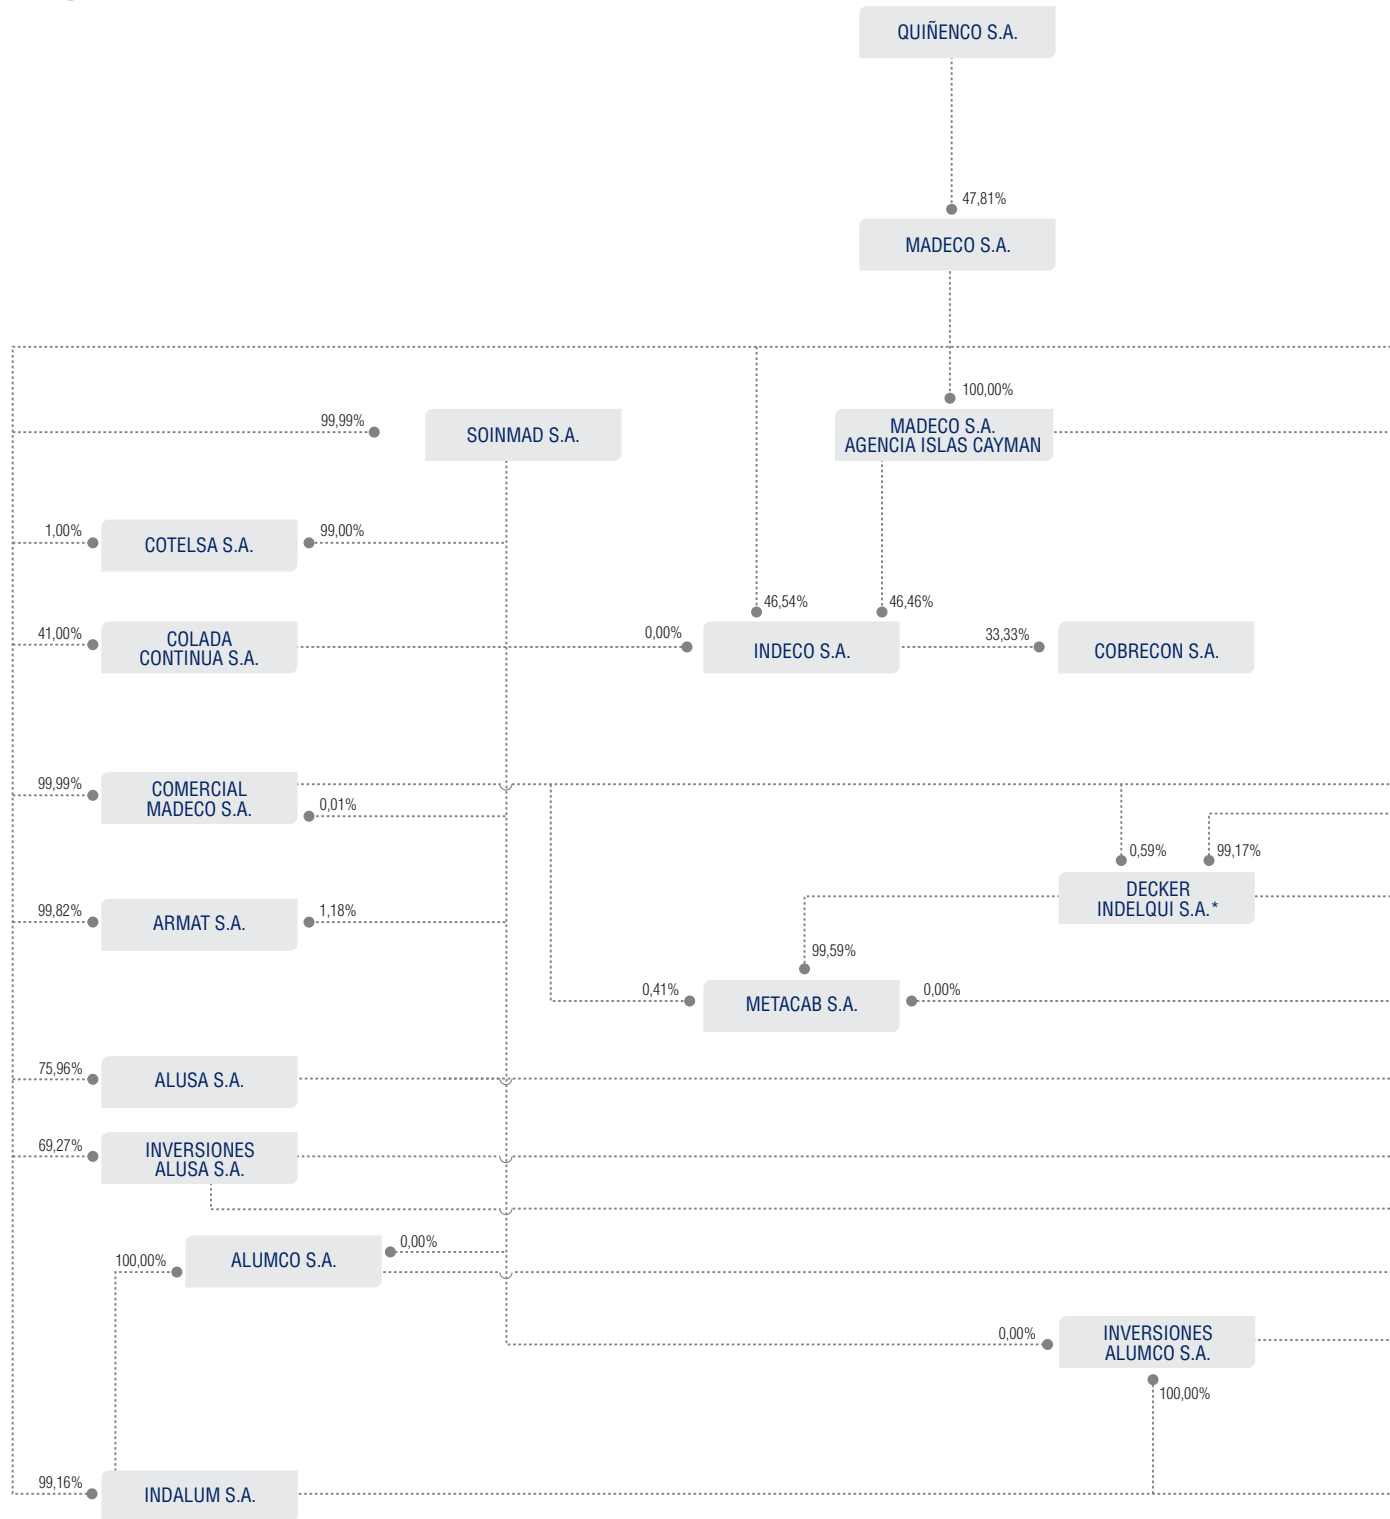 QUIÑENCO S.A.
47,81%
MADECO S.A.
100,00%
99,99%
SOINMAD S.A.
MADECO S.A.
AGENCIA ISLAS CAYMAN
1,00%
COTELSA S.A.
99,00%
46,54%
46,46%
41,00%
COLADA
CONTINUA S.A.
0,00%
INDECO S.A.
33,33%
COBRECON S.A.
99,99%
COMERCIAL
MADECO S.A.
0,01%
0,59%
99,17%
DECKER
INDELQUI S.A.*
99,82%
ARMAT S.A.
1,18%
99,59%
0,41%
METACAB S.A.
0,00%
75,96%
ALUSA S.A.
69,27%
INVERSIONES
ALUSA S.A.
100,00%
ALUMCO S.A.
0,00%
0,00%
INVERSIONES
ALUMCO S.A.
100,00%
99,16%
INDALUM S.A.